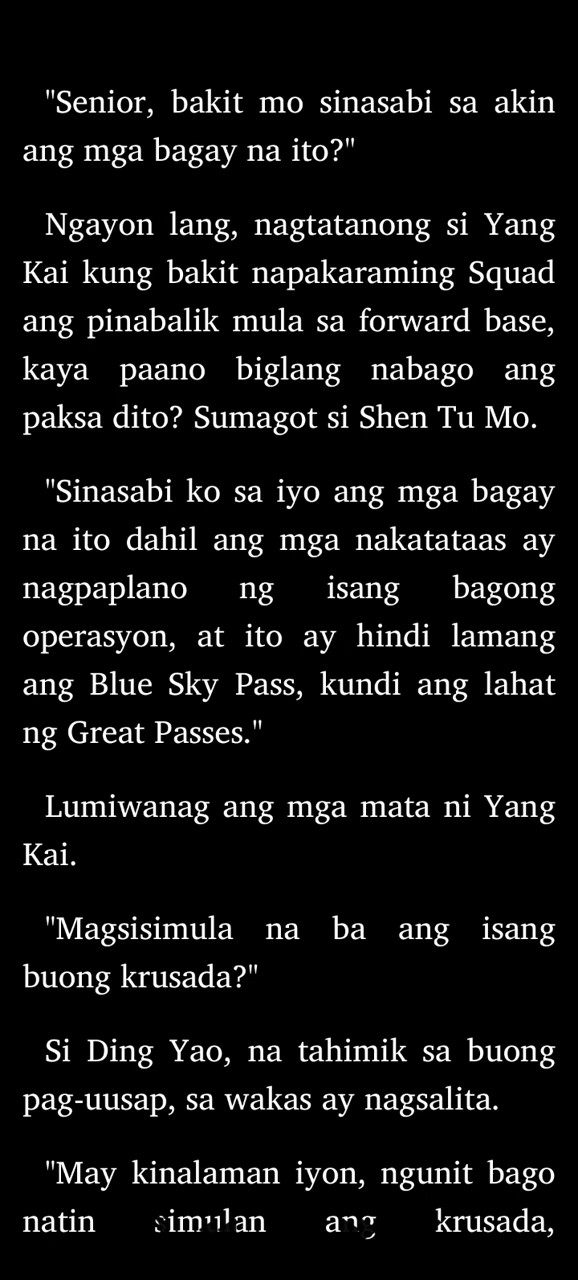 "Senior, bakit mo sinasabi sa akin
ang mga bagay na ito?"
Ngayon lang, nagtatanong si Yang
Kai kung bakit napakaraming Squad
ang pinabalik mula sa forward base,
kaya paano biglang nabago ang
paksa dito? Sumagot si Shen Tu Mo.
"Sinasabi ko sa iyo ang mga bagay
na ito dahil ang mga nakatataas ay
nagpaplano ng isang bagong
operasyon, at ito ay hindi lamang
ang Blue Sky Pass, kundi ang lahat
ng Great Passes."
Lumiwanag ang mga mata ni Yang
Kai.
"Magsisimula na ba ang isang
buong krusada?"
Si Ding Yao, na tahimik sa buong
pag-uusap, sa wakas ay nagsalita.
"May kinalaman iyon, ngunit bago
natin simulan ang krusada,